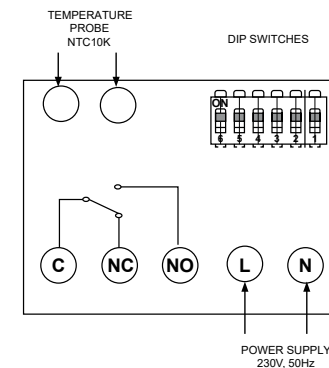 TEMPERATURE
PROBE
NTC10K
DIP SWITCHES
ON
6 5 4 3 2 1
C NC NO L N
POWER SUPPLY
230V, 50Hz